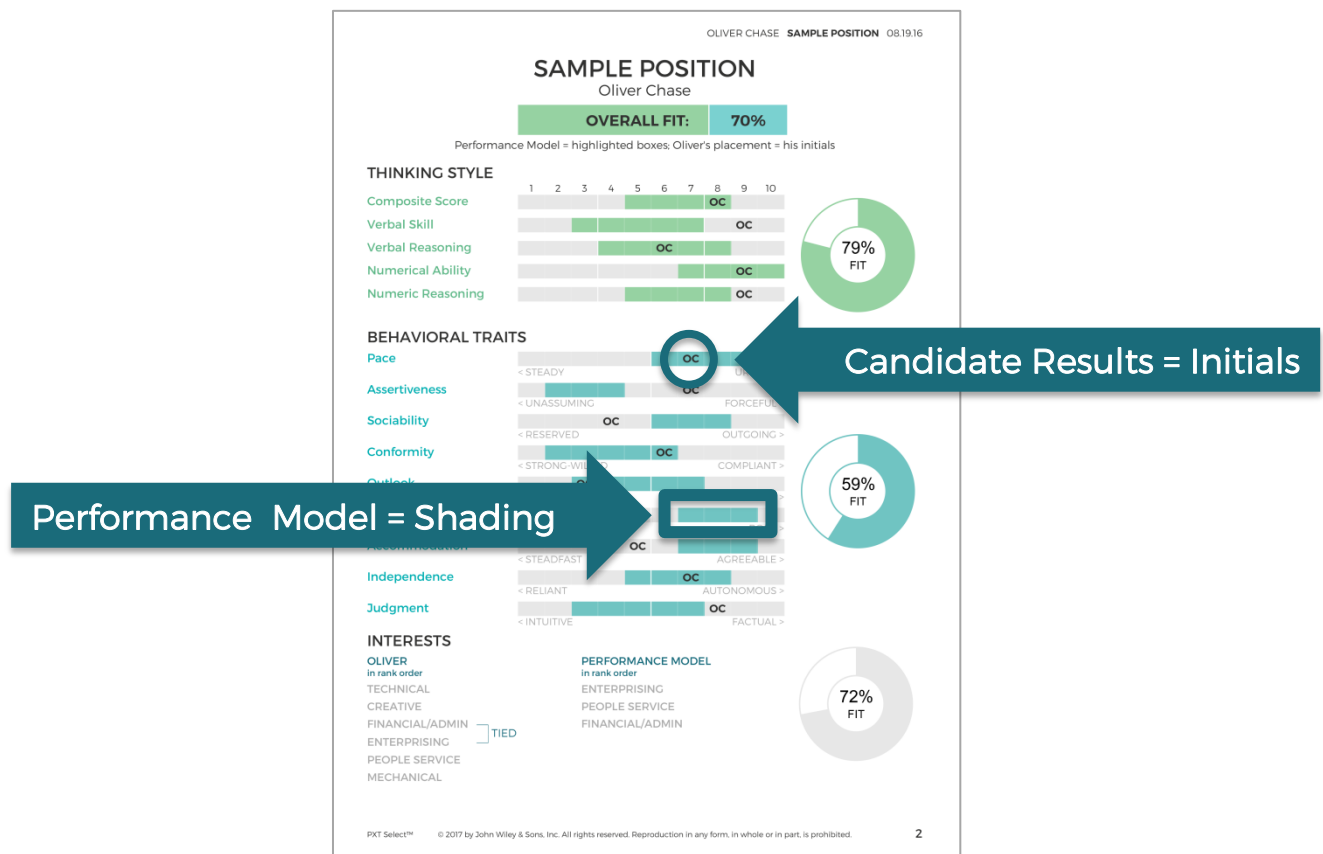 OLIVER CHASE SAMPLE POSITION 08.19.16
SAMPLE POSITION
Oliver Chase
OVERALL FIT: 70%
Performance Model = highlighted boxes; Oliver's placement = his initials
THINKING STYLE
1 2 3 4 5 6 7 8 9 10
Composite Score OC
Verbal Skill OC
Verbal Reasoning OC
Numerical Ability OC
Numeric Reasoning OC
79%
FIT
BEHAVIORAL TRAITS
Pace OC
< STEADY
Candidate Results = Initials
Assertiveness OC
< UNASSUMING FORCEFUL
Sociability OC
< RESERVED OUTGOING >
Conformity OC
< STRONG-WILLED COMPLIANT >
Outlook
Performance Model = Shading
59%
FIT
Accommodation OC
< STEADFAST AGREEABLE >
Independence OC
< RELIANT AUTONOMOUS >
Judgment OC
< INTUITIVE FACTUAL >
INTERESTS
OLIVER PERFORMANCE MODEL
in rank order in rank order
TECHNICAL ENTERPRISING
CREATIVE PEOPLE SERVICE
FINANCIAL/ADMIN FINANCIAL/ADMIN
TIED
ENTERPRISING
PEOPLE SERVICE
MECHANICAL
72%
FIT
PXT Select™ © 2017 by John Wiley & Sons, Inc. All rights reserved. Reproduction in any form, in whole or in part, is prohibited. 2